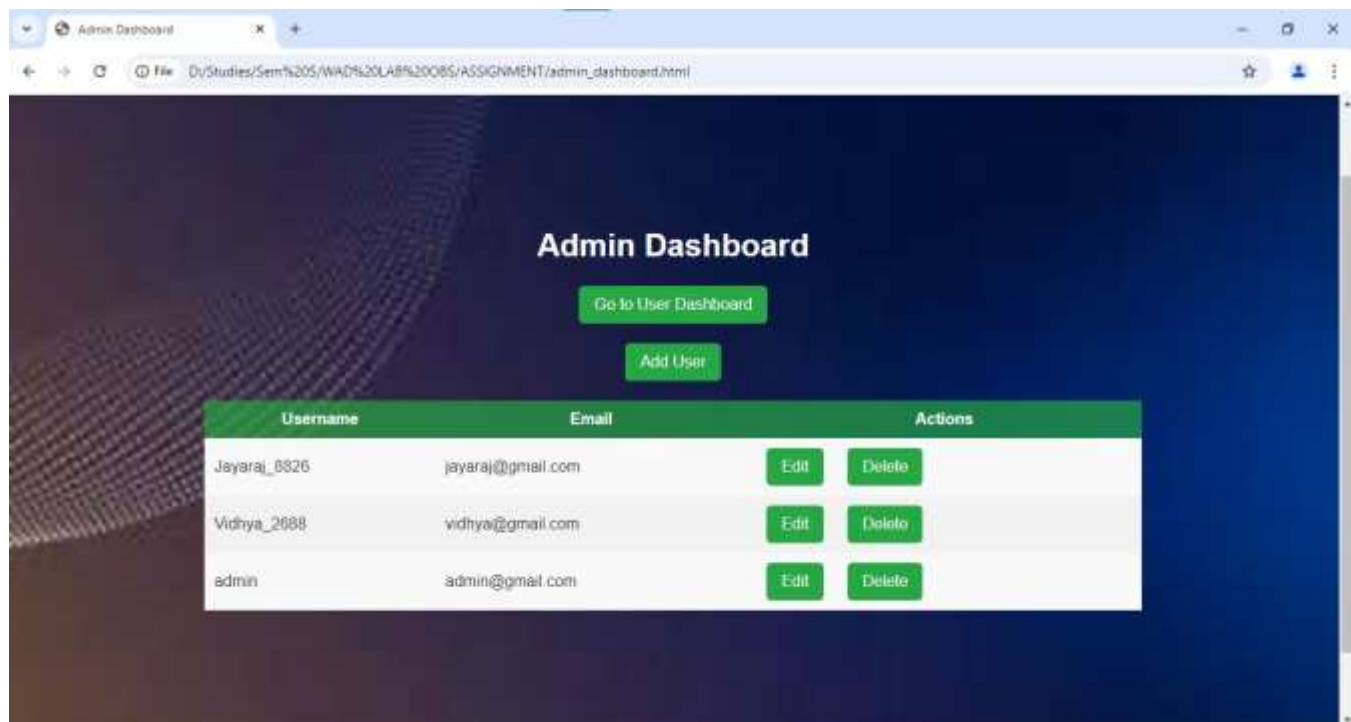 Admin Dashboard
File D:/Studies/Sem%205/WAD%20LAB%20OBS/ASSIGNMENT/admin_dashboard.html
Admin Dashboard
Go to User Dashboard
Add User
Username Email Actions
Jayaraj_8826 jayaraj@gmail.com Edit Delete
Vidhya_2688 vidhya@gmail.com Edit Delete
admin admin@gmail.com Edit Delete